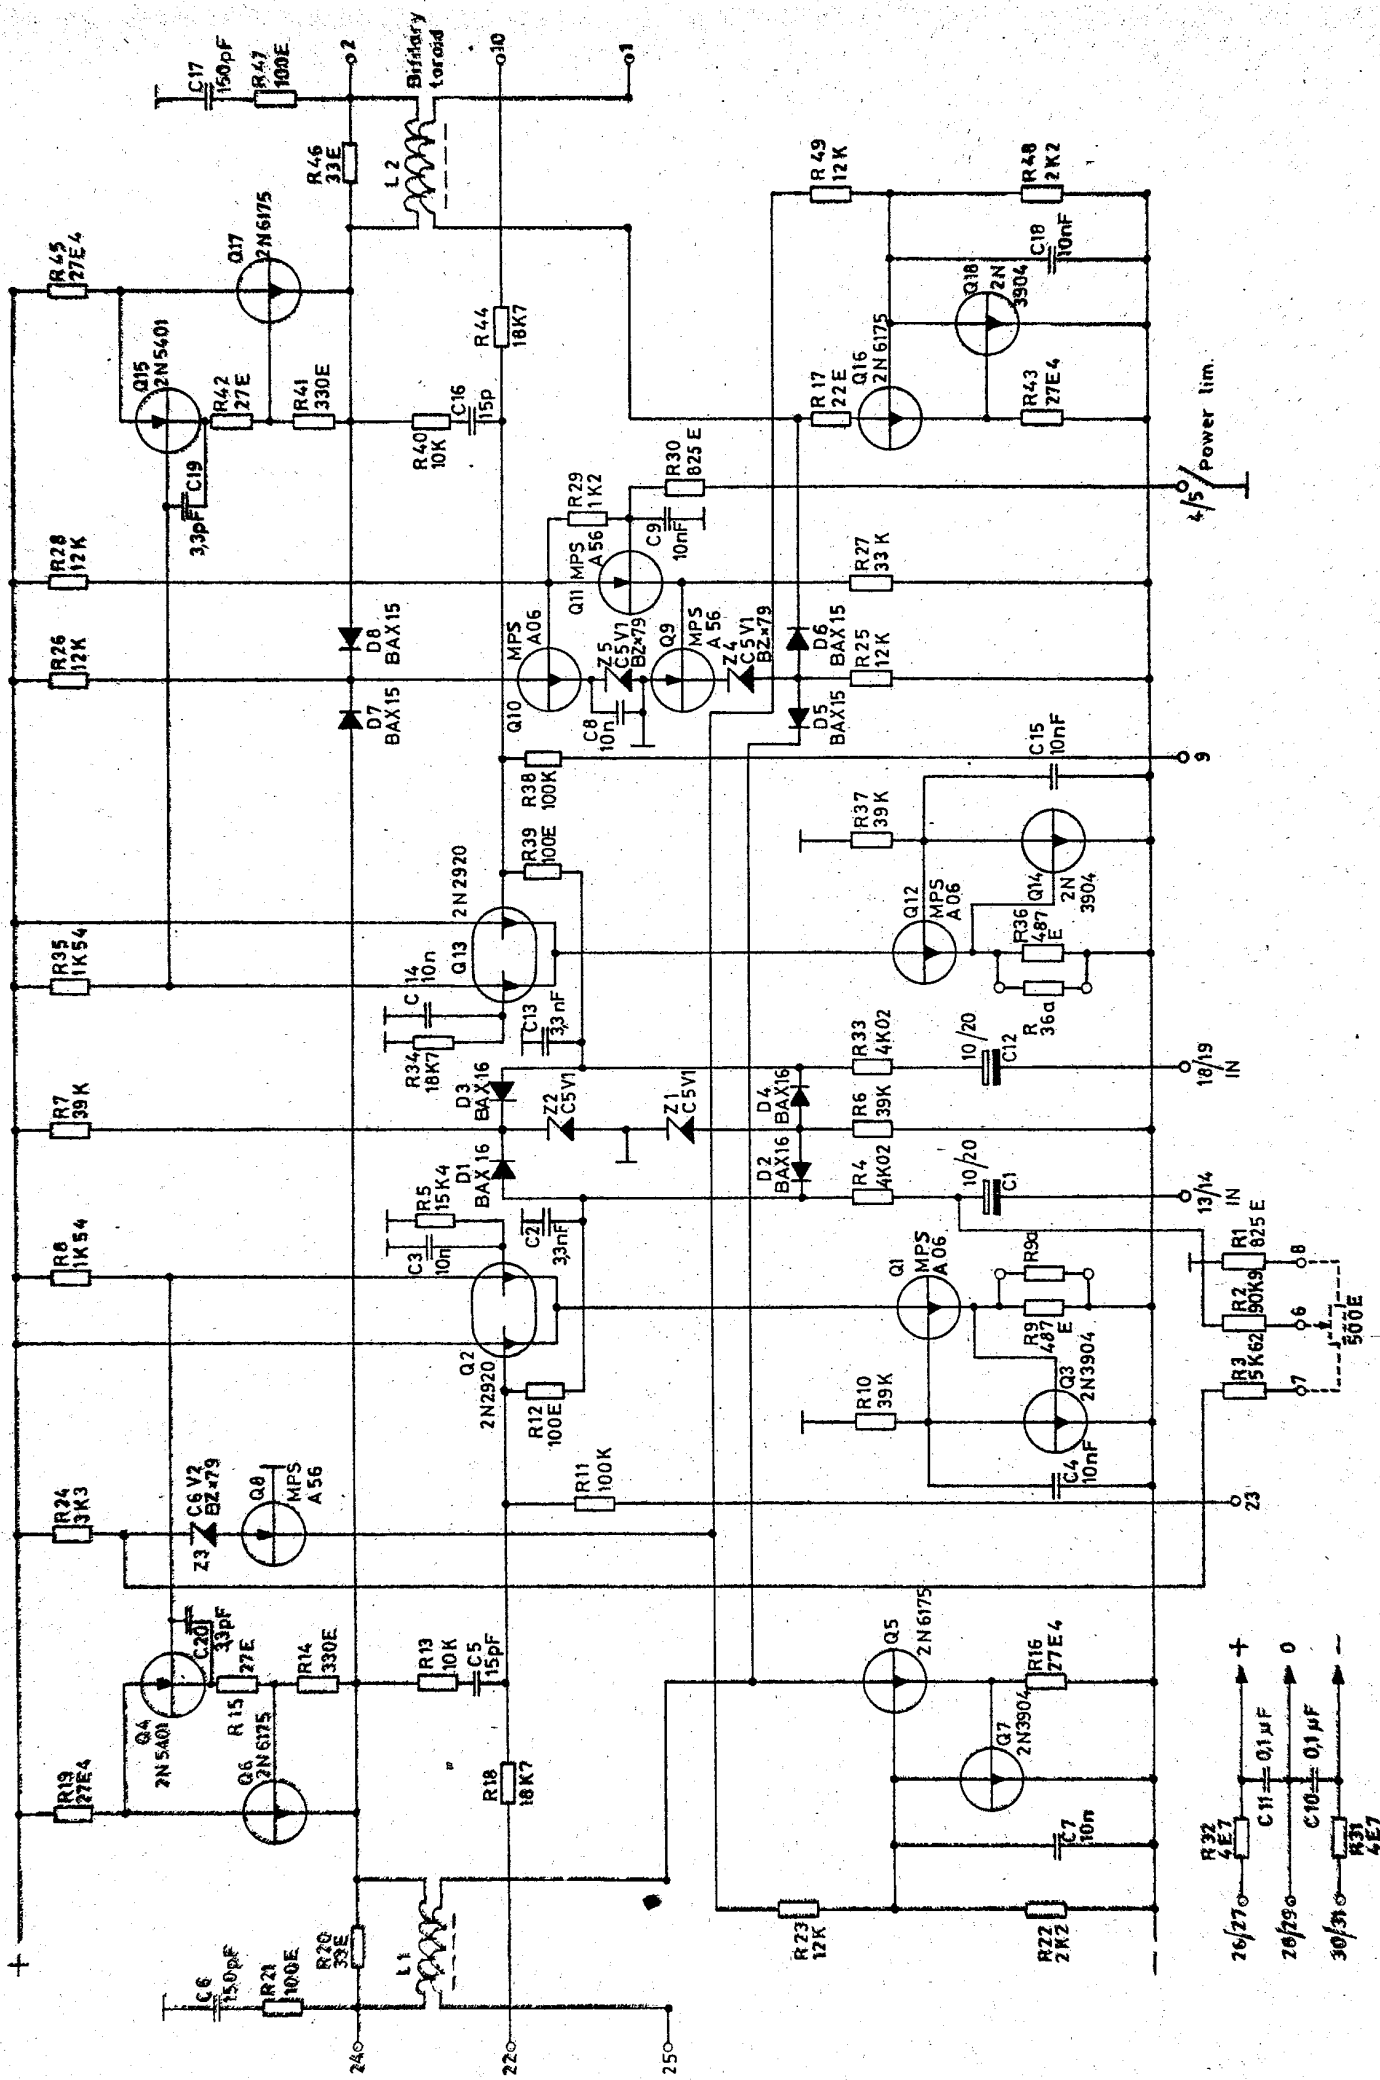 +
R19
27E4
Q4
2N5401
C20
3,3pF
R15
27E
R14
330E
Q6
2N6175
C6
150pF
R21
100E
R20
33E
L1
24
R13
10K
C5
15pF
R18
18K7
22
25
R24
3K3
Z3
C6V2
BZx79
Q8
MPS
A56
R8
1K54
Q2
2N2920
C3
10n
R5
15K4
R12
100E
C2
3,3nF
R11
100K
R7
39K
D1
BAX16
D3
BAX16
Z2
C5V1
Z1
C5V1
R35
1K54
R34
18K7
C14
10n
Q13
2N2920
C13
3,3nF
R39
100E
R38
100K
R26
12K
R28
12K
D7
BAX15
D8
BAX15
Q10
MPS
A06
Z5
C5V1
BZx79
C8
10n
Q9
MPS
A56
Z4
C5V1
BZx79
Q11
MPS
A56
R29
1K2
C9
10nF
R30
825E
C19
3,3pF
Q15
2N5401
R42
27E
R41
330E
R45
27E4
Q17
2N6175
R40
10K
C16
15p
R44
18K7
R46
33E
L2
C17
150pF
R47
100E
2
Bifilary
toroid
10
1
R23
12K
R22
2K2
C7
10n
Q5
2N6175
Q7
2N3904
R16
27E4
23
R10
39K
C4
10nF
Q3
2N3904
Q1
MPS
A06
R9
487
E
R9a
D2
BAX16
D4
BAX16
R4
4K02
R6
39K
R33
4K02
10/20
C1
10/20
C12
13/14
IN
18/19
IN
R3
5K62
R2
90K9
R1
825E
7
6
8
500E
Q12
MPS
A06
R37
39K
R36
487
E
R
36a
Q14
2N
3904
C15
10nF
9
D5
BAX15
D6
BAX15
R25
12K
R27
33K
4/5
Power lim.
R17
22E
Q16
2N6175
R43
27E4
Q18
2N
3904
C18
10nF
R49
12K
R48
2K2
-
26/27
R32
4E7
C11
0,1µF
+
28/29
0
C10
0,1µF
30/31
R31
4E7
-